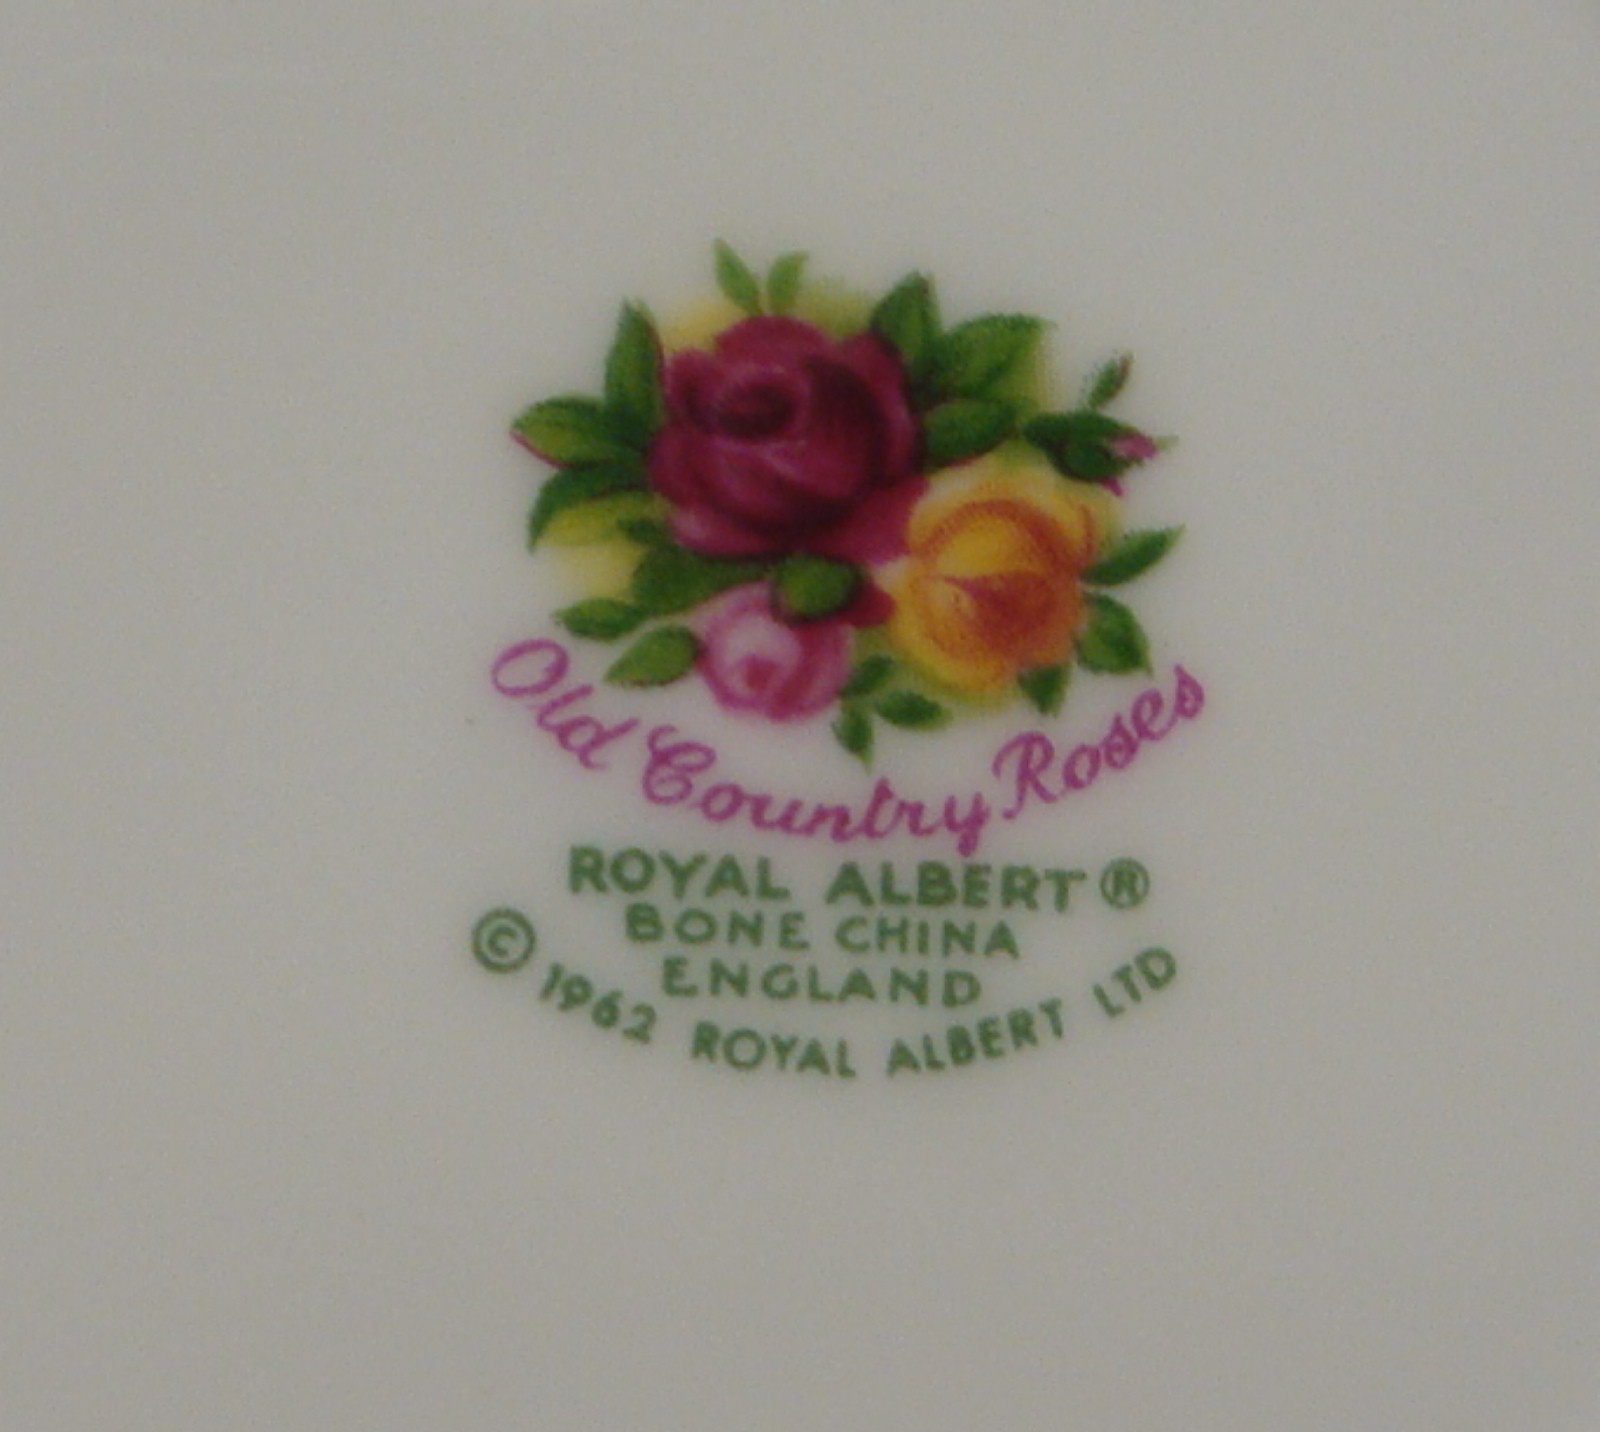 Old Country Roses
ROYAL ALBERT®
BONE CHINA
ENGLAND
© 1962 ROYAL ALBERT LTD